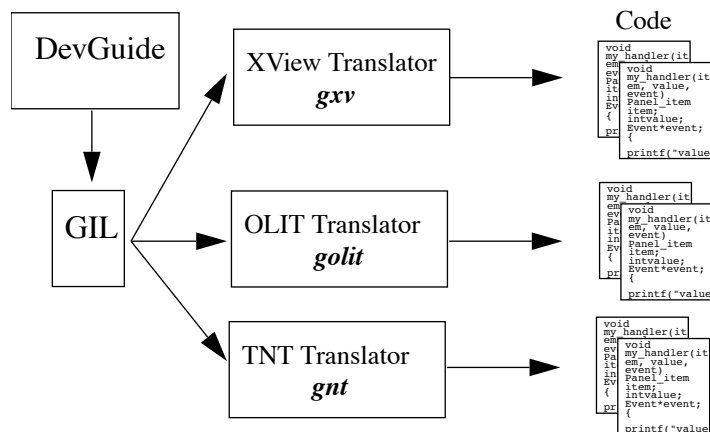 Code
DevGuide
XView Translator
gxv
void
my_handler(it
em, value,
event)
Panel_item
item;
intvalue;
Event*event;
{
printf("value
GIL
OLIT Translator
golit
void
my_handler(it
em, value,
event)
Panel_item
item;
intvalue;
Event*event;
{
printf("value
TNT Translator
gnt
void
my_handler(it
em, value,
event)
Panel_item
item;
intvalue;
Event*event;
{
printf("value